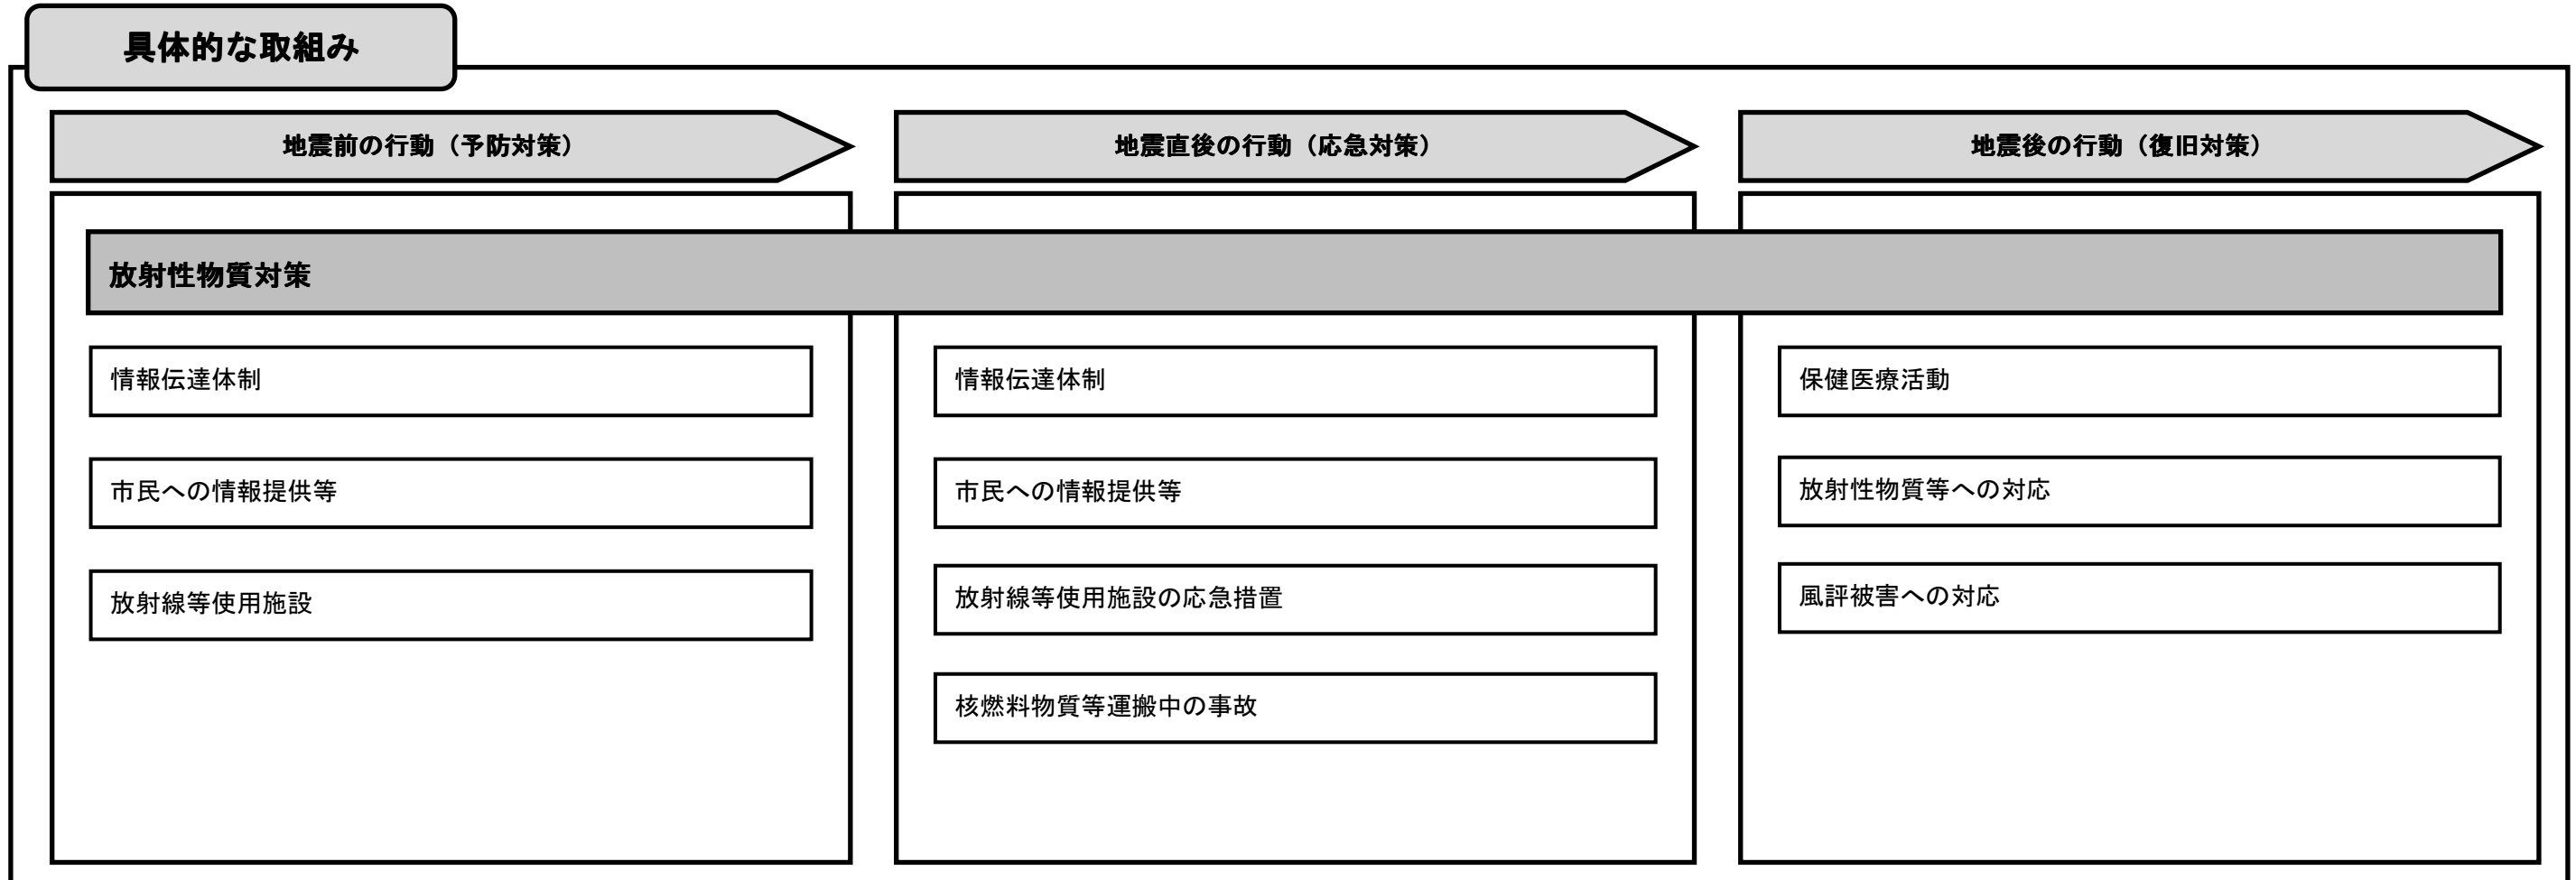 具体的な取組み
地震前の行動（予防対策）
地震直後の行動（応急対策）
地震後の行動（復旧対策）
放射性物質対策
情報伝達体制
市民への情報提供等
放射線等使用施設
情報伝達体制
市民への情報提供等
放射線等使用施設の応急措置
核燃料物質等運搬中の事故
保健医療活動
放射性物質等への対応
風評被害への対応